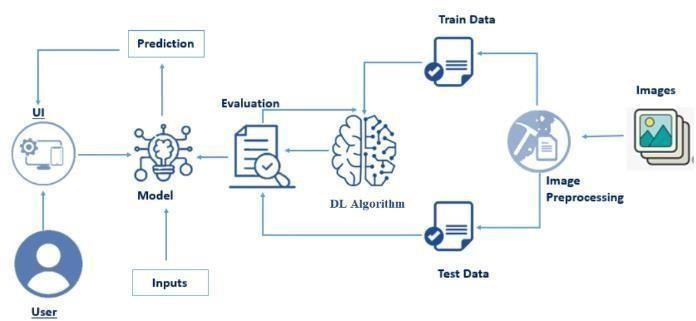 Train Data
Prediction
Evaluation
Images
UI
Model
DL Algorithm
Image
Preprocessing
Inputs
Test Data
User